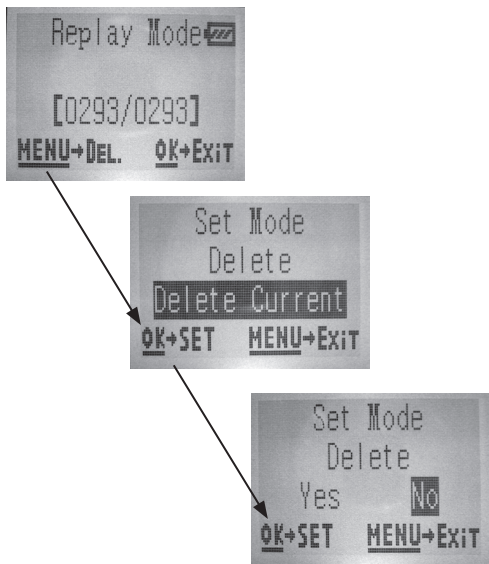 Replay Mode
[0293/0293]
MENU→DEL. OK→EXiT
Set Mode
Delete
Delete Current
OK→SET MENU→EXiT
Set Mode
Delete
Yes No
OK→SET MENU→EXiT